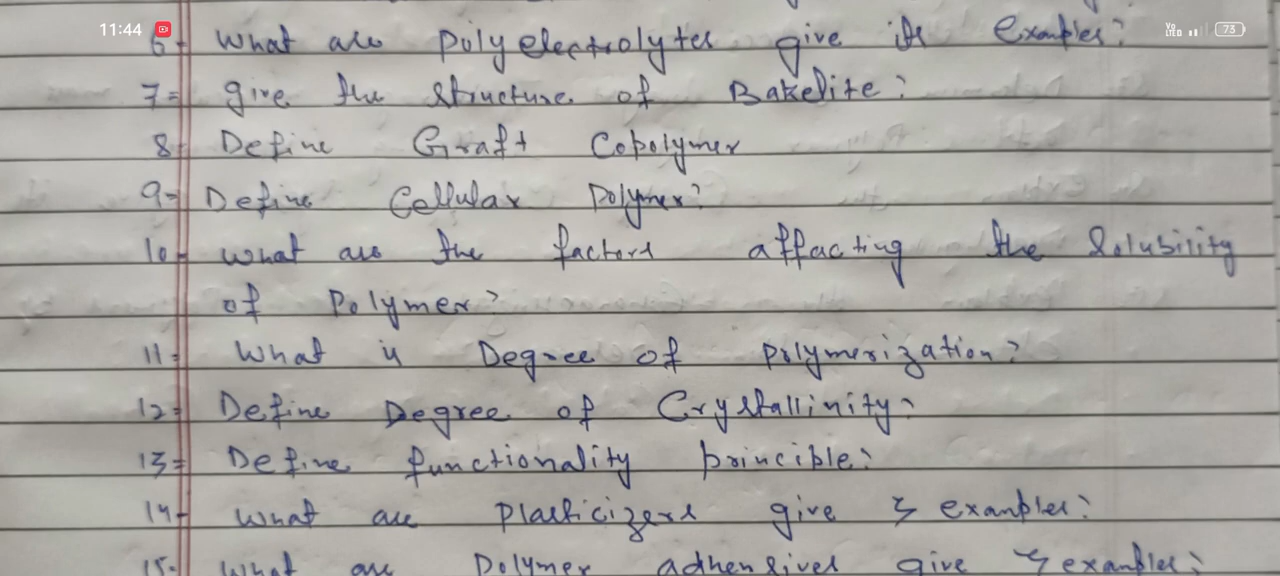 11:44
73
6= What are polyelectrolytes give its Examples?
7= give the structure of Bakelite?
8= Define Graft Copolymer
9= Define Cellular Polymer?
10= What are the factors affacting the Solubility
of Polymer?
11= What is Degree of polymerization?
12= Define Degree of Crystallinity?
13= Define functionality princible?
14= What are plasticizers give 3 examples?
15= What are Polymer adhensives give 3 examples?